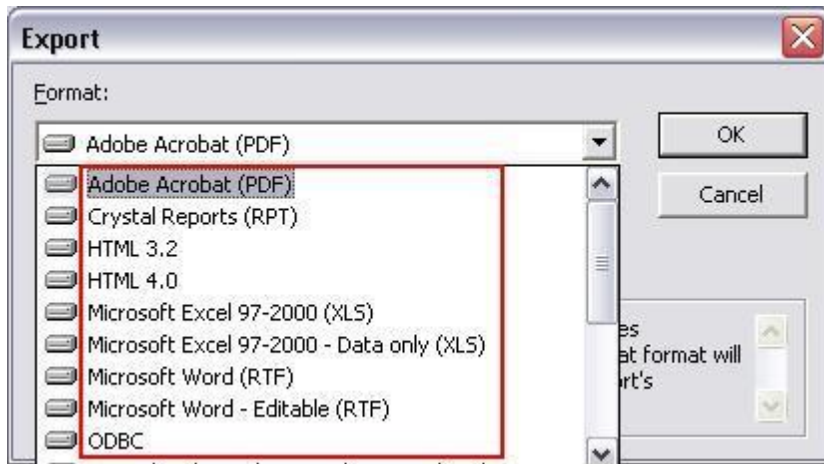 Export
Format:
Adobe Acrobat (PDF)
OK
Adobe Acrobat (PDF)
Cancel
Crystal Reports (RPT)
HTML 3.2
HTML 4.0
Microsoft Excel 97-2000 (XLS)
es
Microsoft Excel 97-2000 - Data only (XLS)
at format will
Microsoft Word (RTF)
rt's
Microsoft Word - Editable (RTF)
ODBC